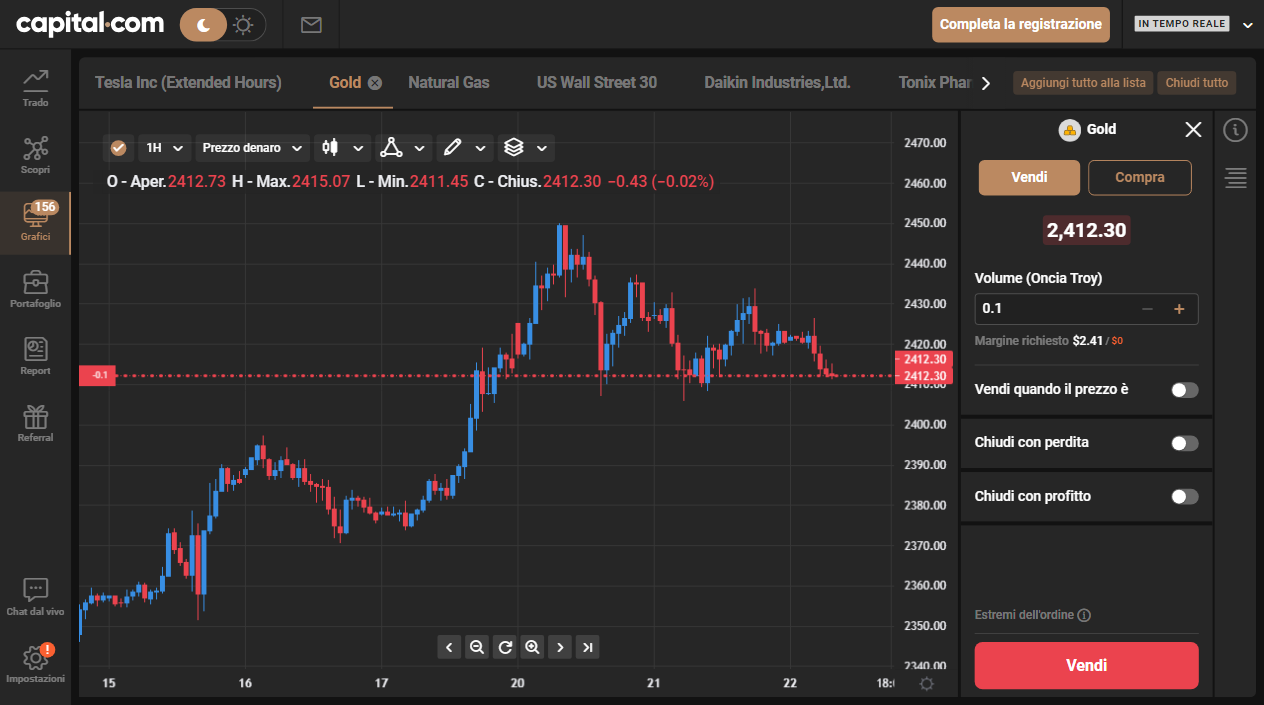 capital.com
Completa la registrazione
IN TEMPO REALE
Trado
Scopri
156
Grafici
Portafoglio
Report
Referral
Chat dal vivo
!
Impostazioni
Tesla Inc (Extended Hours)
Gold
Natural Gas
US Wall Street 30
Daikin Industries,Ltd.
Tonix Phar
Aggiungi tutto alla lista
Chiudi tutto
1H
Prezzo denaro
O - Aper.2412.73 H - Max.2415.07 L - Min.2411.45 C - Chius.2412.30 −0.43 (−0.02%)
2470.00
2460.00
2450.00
2440.00
2430.00
2420.00
2412.30
-0.1
2412.30
2410.00
2400.00
2390.00
2380.00
2370.00
2360.00
2350.00
2340.00
15
16
17
20
21
22
18:0
Gold
Vendi
Compra
2,412.30
Volume (Oncia Troy)
0.1
Margine richiesto $2.41 / $0
Vendi quando il prezzo è
Chiudi con perdita
Chiudi con profitto
Estremi dell'ordine
Vendi